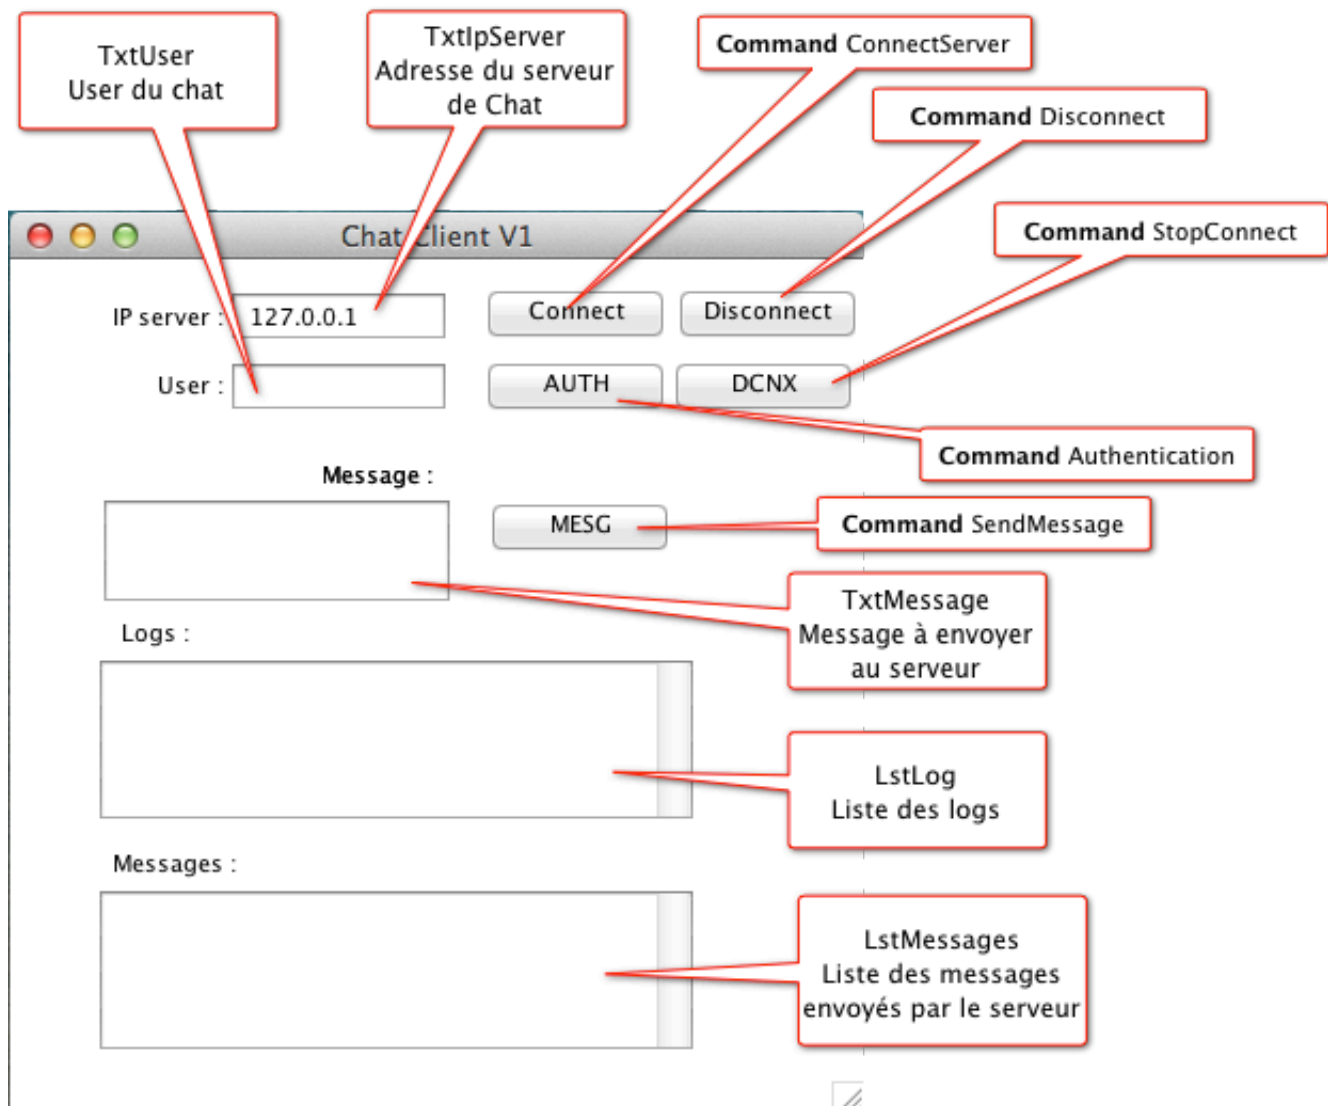 TxtUser
User du chat
TxtIpServer
Adresse du serveur
de Chat
Command ConnectServer
Command Disconnect
Command StopConnect
Chat Client V1
IP server :
127.0.0.1
Connect
Disconnect
User :
AUTH
DCNX
Command Authentication
Message :
MESG
Command SendMessage
TxtMessage
Message à envoyer
au serveur
Logs :
LstLog
Liste des logs
Messages :
LstMessages
Liste des messages
envoyés par le serveur